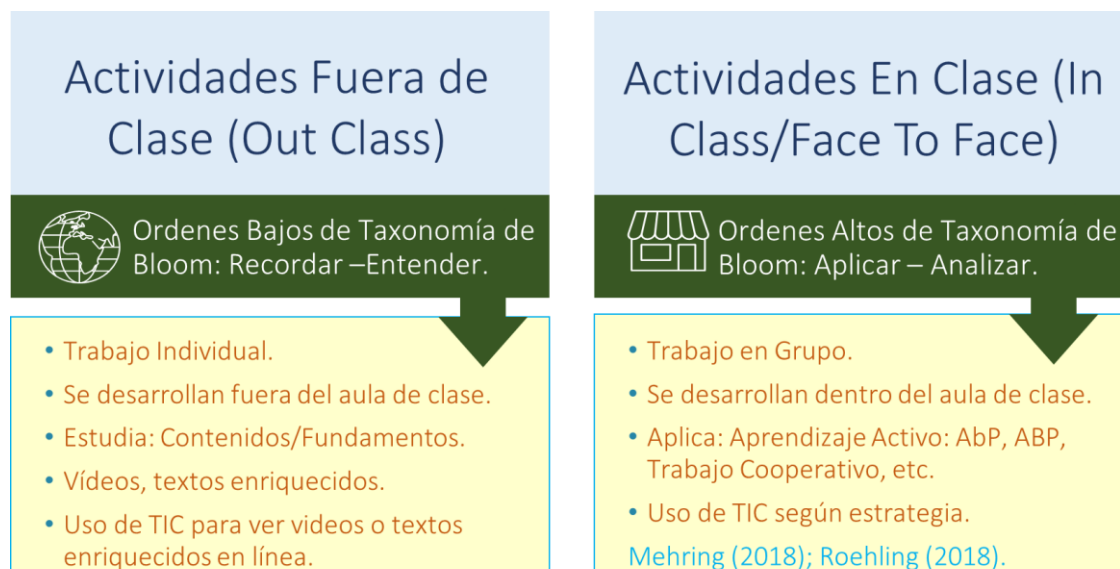 Actividades Fuera de
Clase (Out Class)
Ordenes Bajos de Taxonomía de
Bloom: Recordar –Entender.
• Trabajo Individual.
• Se desarrollan fuera del aula de clase.
• Estudia: Contenidos/Fundamentos.
• Vídeos, textos enriquecidos.
• Uso de TIC para ver videos o textos
enriquecidos en línea.
Actividades En Clase (In
Class/Face To Face)
Ordenes Altos de Taxonomía de
Bloom: Aplicar – Analizar.
• Trabajo en Grupo.
• Se desarrollan dentro del aula de clase.
• Aplica: Aprendizaje Activo: AbP, ABP,
Trabajo Cooperativo, etc.
• Uso de TIC según estrategia.
Mehring (2018); Roehling (2018).